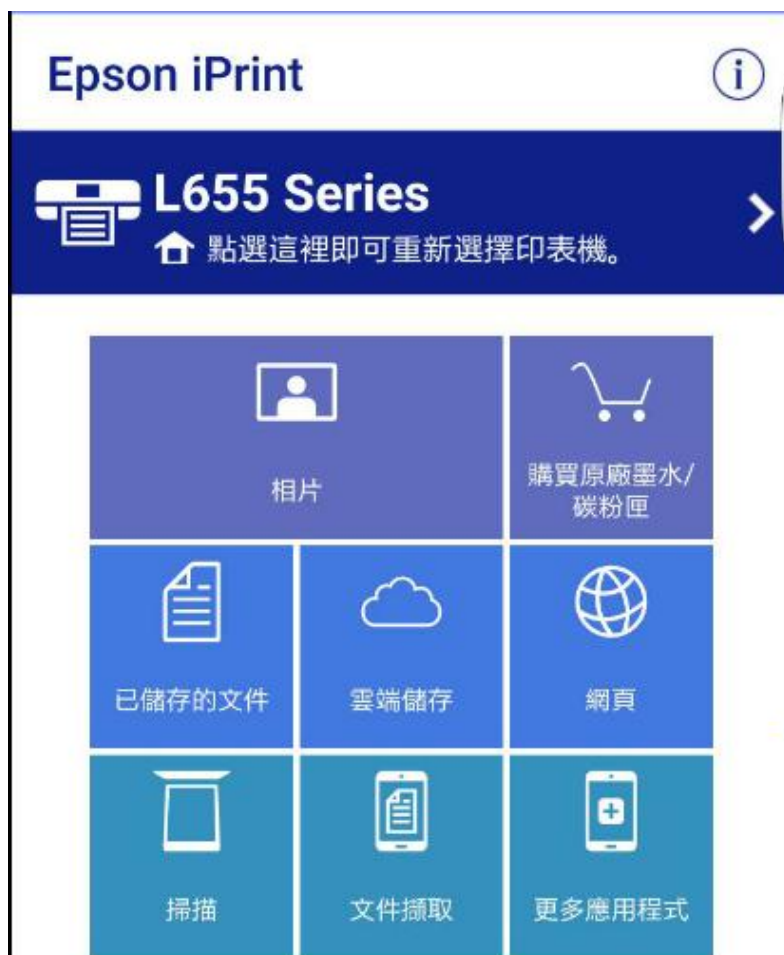 Epson iPrint
i
L655 Series
點選這裡即可重新選擇印表機。
相片
購買原廠墨水/
碳粉匣
已儲存的文件
雲端儲存
網頁
掃描
文件擷取
更多應用程式